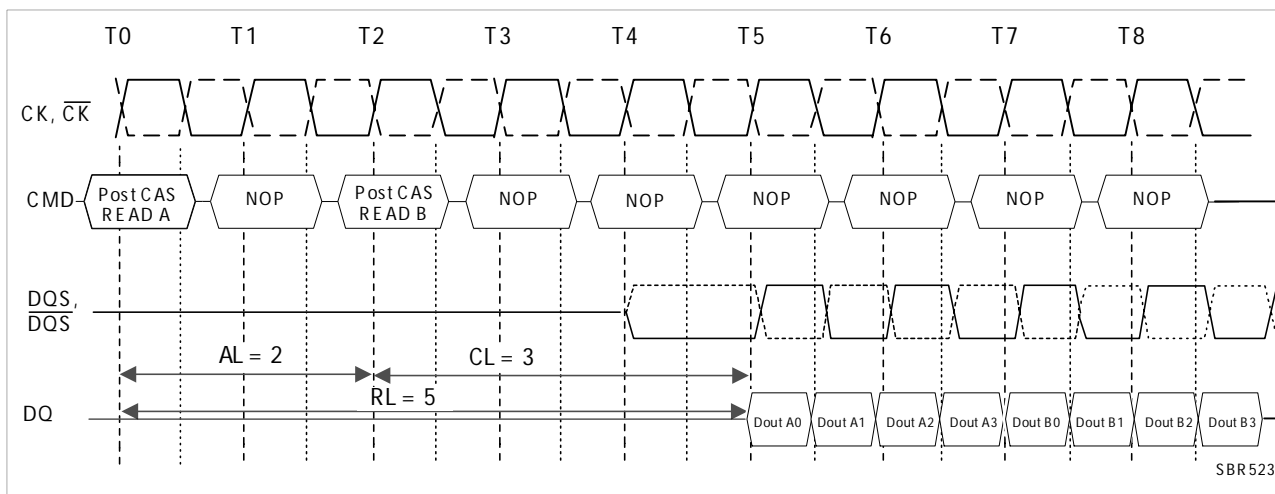 T0 T1 T2 T3 T4 T5 T6 T7 T8
CK, CK
CMD
Post CAS
READ A
NOP
Post CAS
READ B
NOP
NOP
NOP
NOP
NOP
NOP
DQS,
DQS
AL = 2
CL = 3
RL = 5
DQ
Dout A0 Dout A1 Dout A2 Dout A3 Dout B0 Dout B1 Dout B2 Dout B3
SBR523